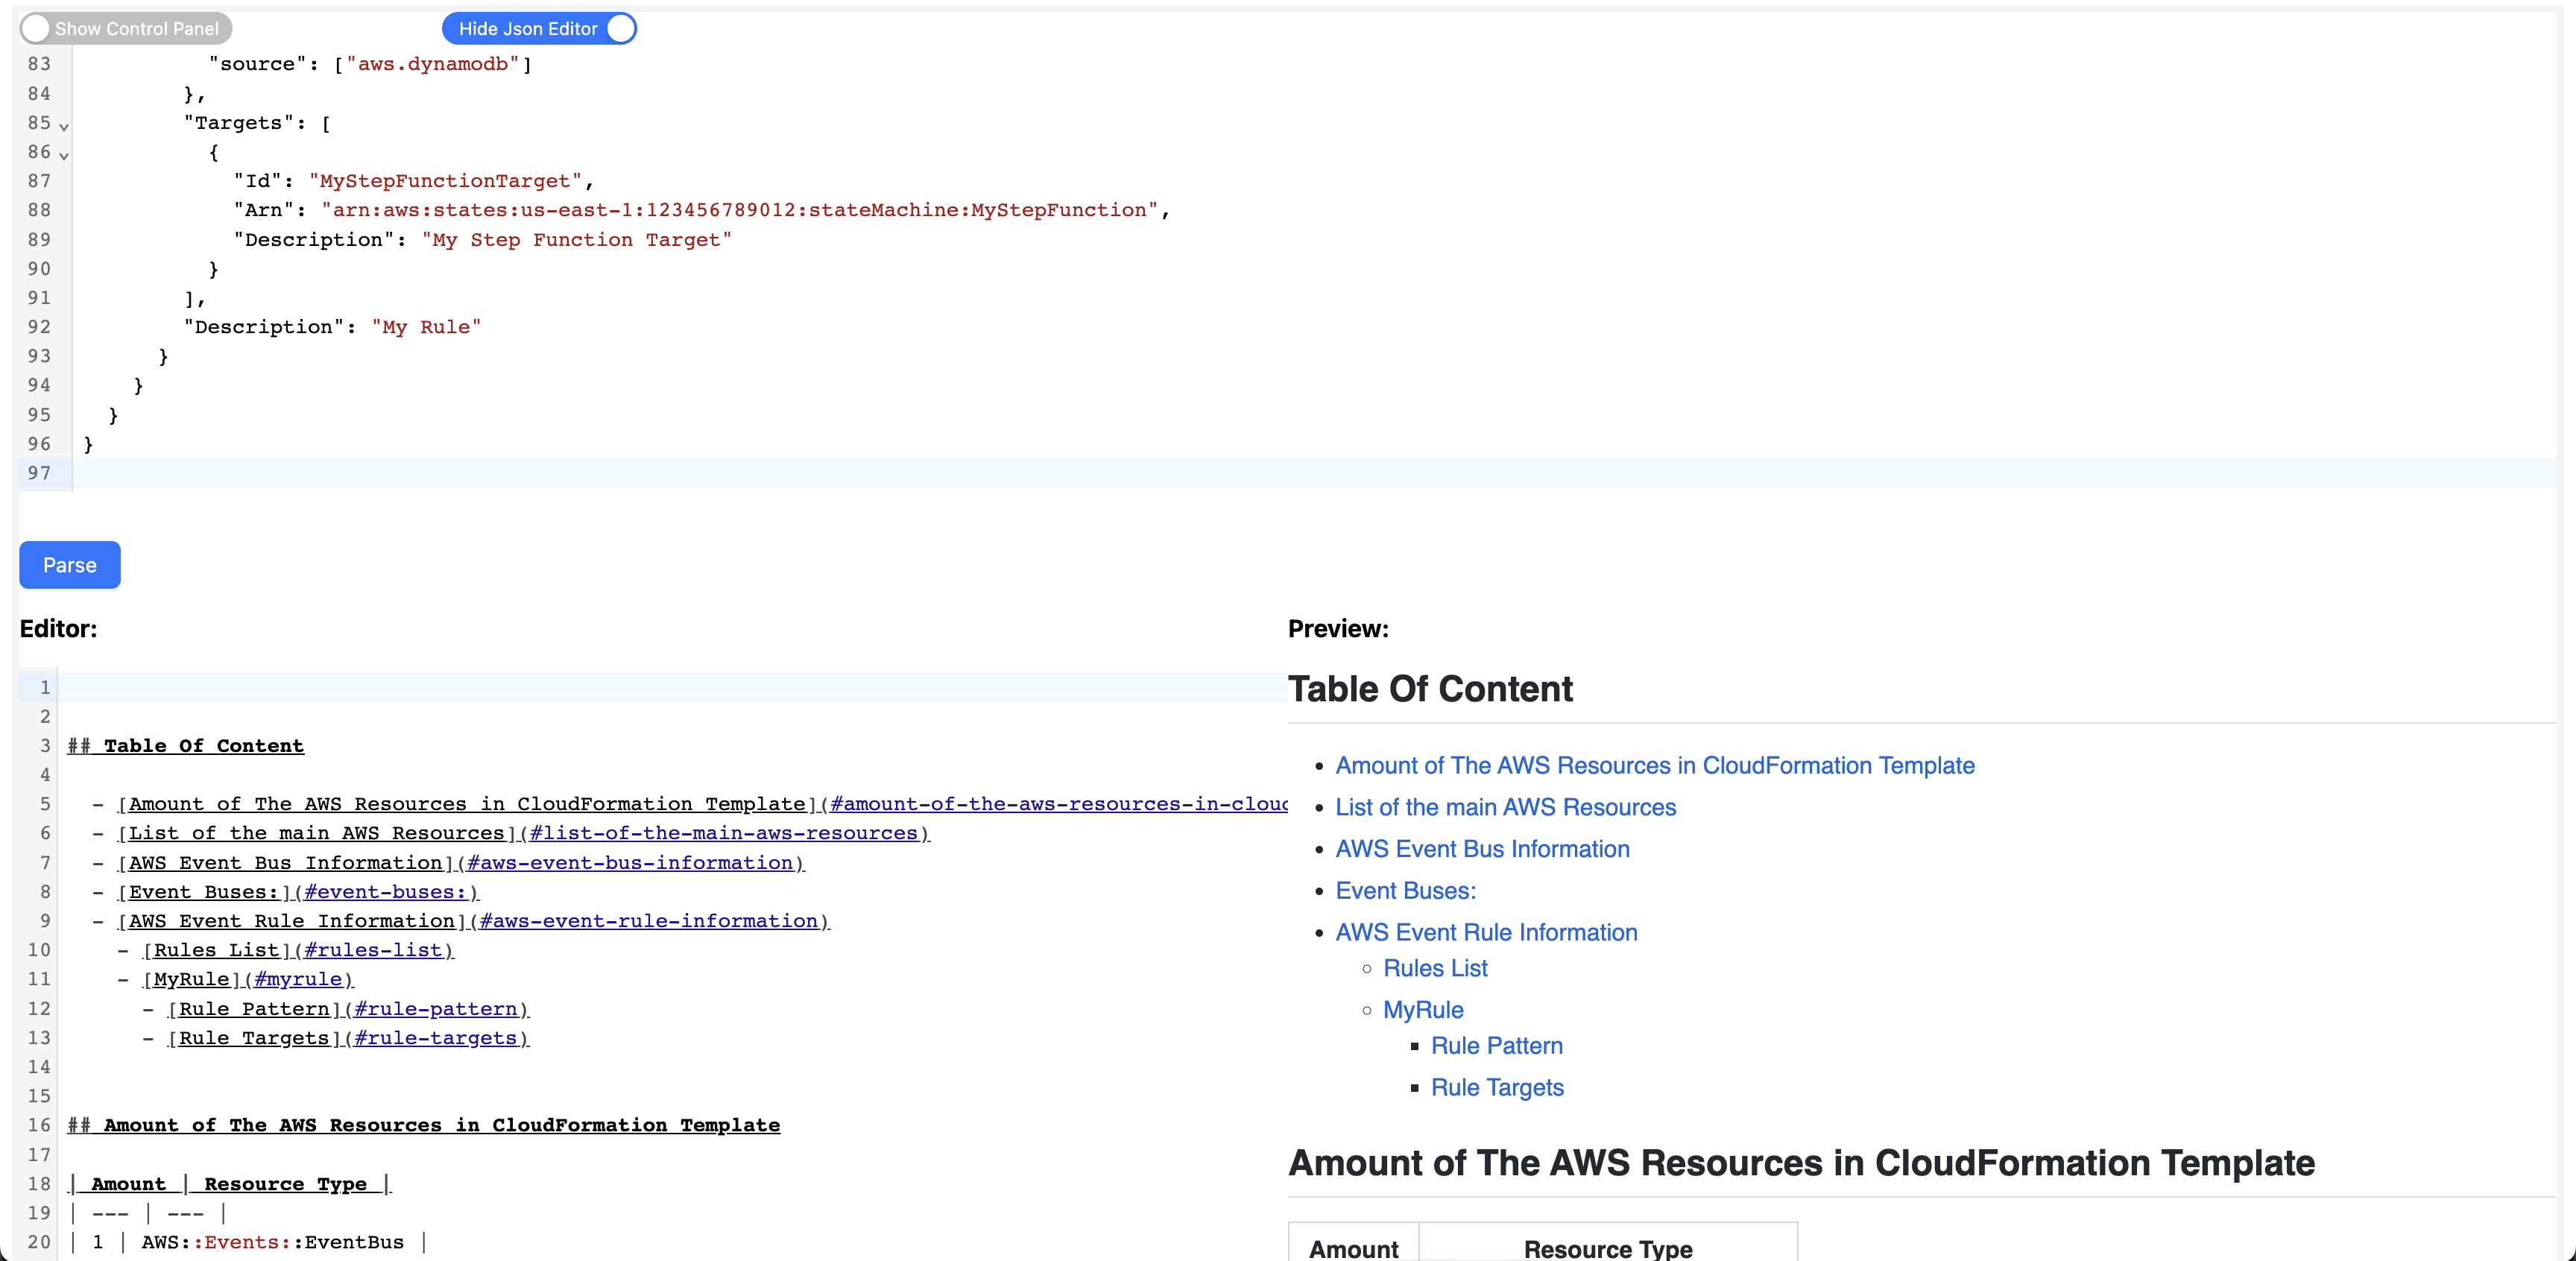 Show Control Panel
Hide Json Editor
83 "source": ["aws.dynamodb"]
84 },
85 "Targets": [
86 {
87 "Id": "MyStepFunctionTarget",
88 "Arn": "arn:aws:states:us-east-1:123456789012:stateMachine:MyStepFunction",
89 "Description": "My Step Function Target"
90 }
91 ],
92 "Description": "My Rule"
93 }
94 }
95 }
96 }
97
Parse
Editor:
1
2
3 ## Table Of Content
4
5 - [Amount of The AWS Resources in CloudFormation Template](#amount-of-the-aws-resources-in-clouc
6 - [List of the main AWS Resources](#list-of-the-main-aws-resources)
7 - [AWS Event Bus Information](#aws-event-bus-information)
8 - [Event Buses:](#event-buses:)
9 - [AWS Event Rule Information](#aws-event-rule-information)
10 - [Rules List](#rules-list)
11 - [MyRule](#myrule)
12 - [Rule Pattern](#rule-pattern)
13 - [Rule Targets](#rule-targets)
14
15
16 ## Amount of The AWS Resources in CloudFormation Template
17
18 | Amount | Resource Type |
19 | --- | --- |
20 | 1 | AWS::Events::EventBus |
Preview:
Table Of Content
• Amount of The AWS Resources in CloudFormation Template
• List of the main AWS Resources
• AWS Event Bus Information
• Event Buses:
• AWS Event Rule Information
◦ Rules List
◦ MyRule
▪ Rule Pattern
▪ Rule Targets
Amount of The AWS Resources in CloudFormation Template
Amount Resource Type